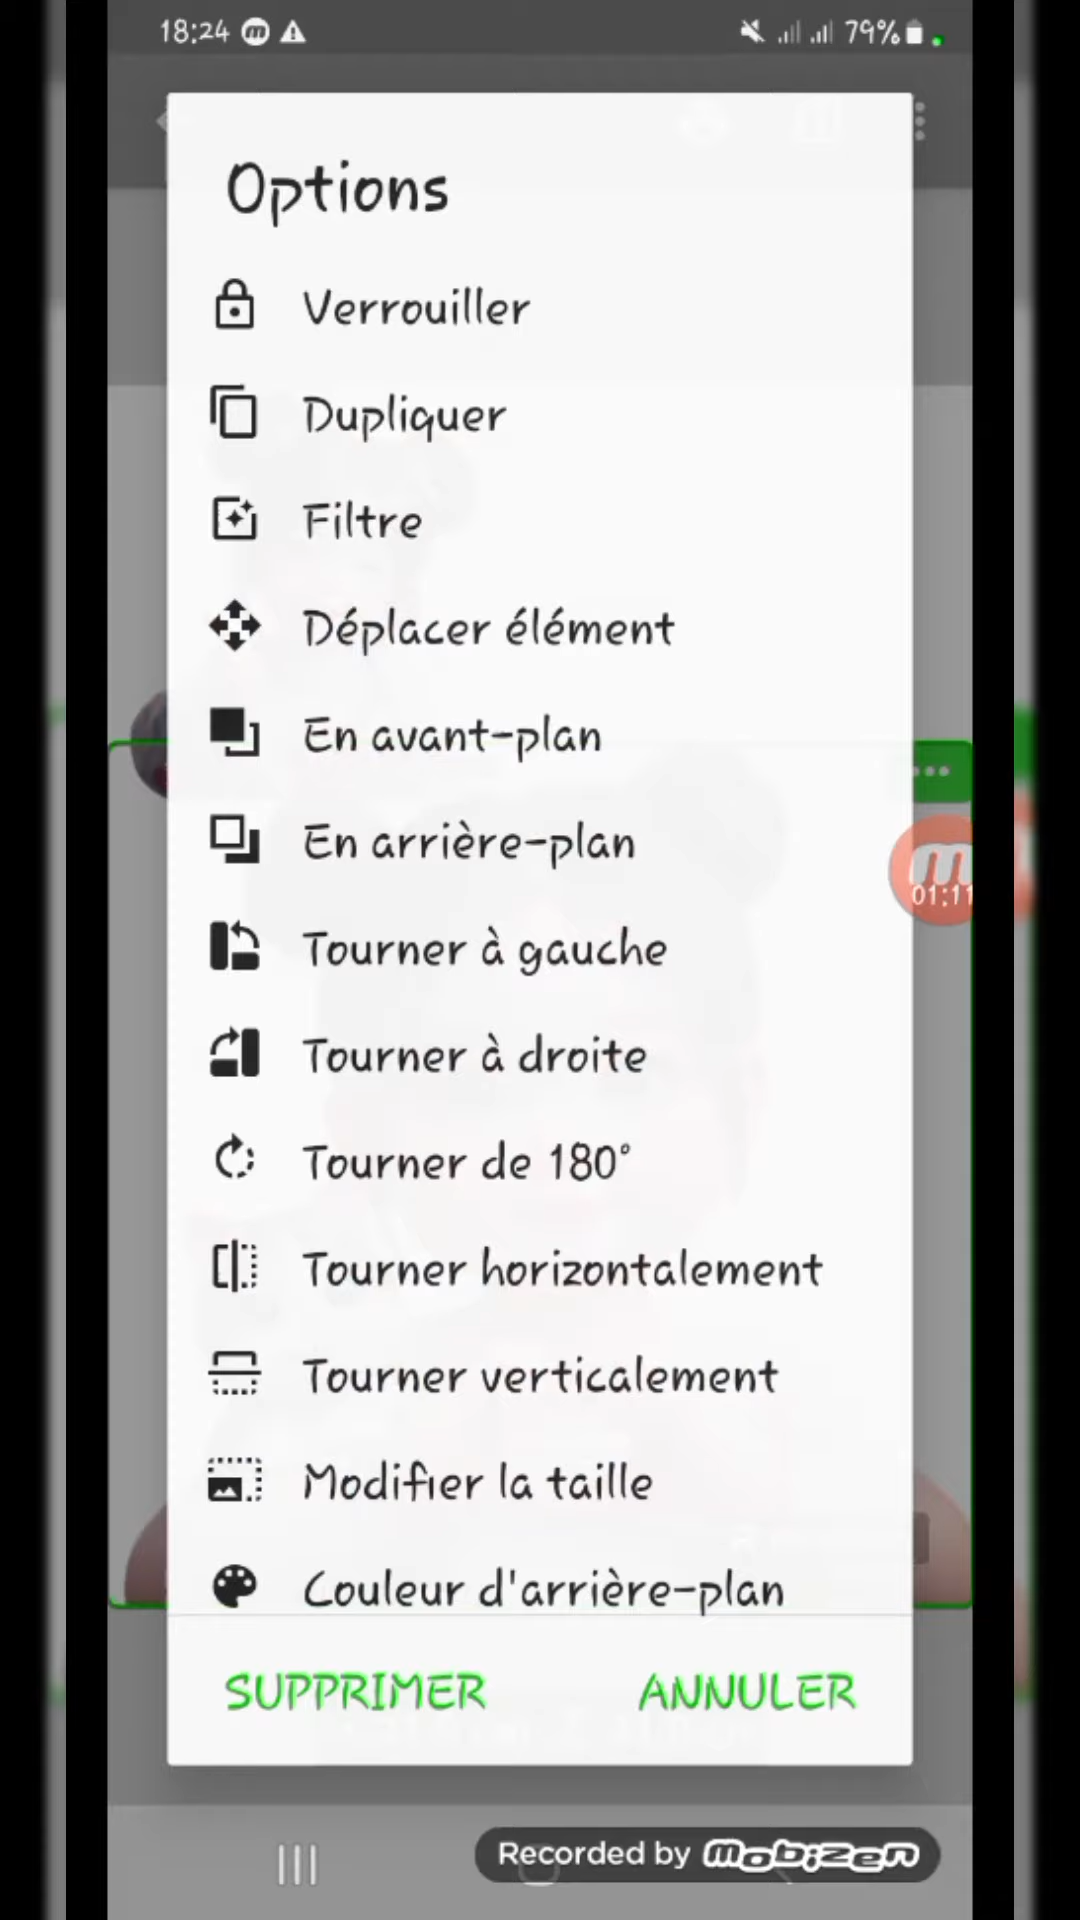 18:24 79%
Options
Verrouiller
Dupliquer
Filtre
Déplacer élément
En avant-plan
En arrière-plan
Tourner à gauche
Tourner à droite
Tourner de 180°
Tourner horizontalement
Tourner verticalement
Modifier la taille
Couleur d'arrière-plan
SUPPRIMER ANNULER
01:11
Recorded by mobizen